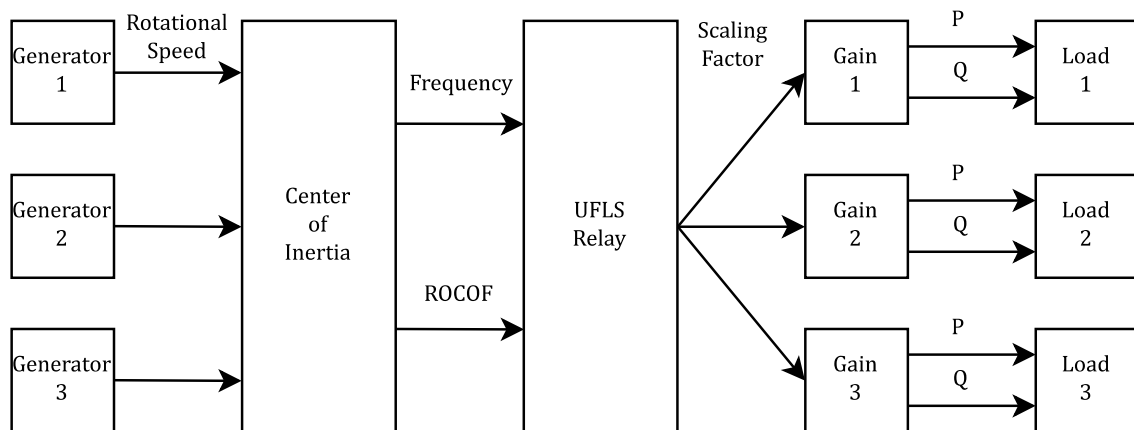 Generator
1
Rotational
Speed
Generator
2
Generator
3
Center
of
Inertia
Frequency
ROCOF
UFLS
Relay
Scaling
Factor
Gain
1
P
Q
Load
1
Gain
2
P
Q
Load
2
Gain
3
P
Q
Load
3